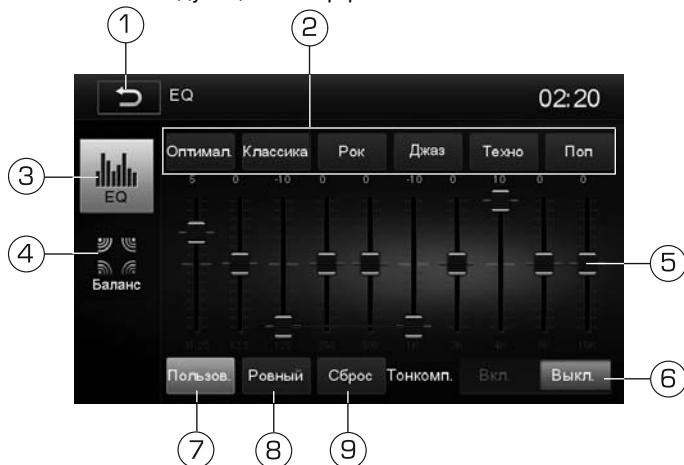 1 2
EQ 02:20
Оптимал. Классика Рок Джаз Техно Поп
5 0 -10 0 0 -10 0 10 0 0
3 EQ
4 Баланс
5
Пользов. Ровный Сброс Тонкомп. Вкл. Выкл. 6
7 8 9